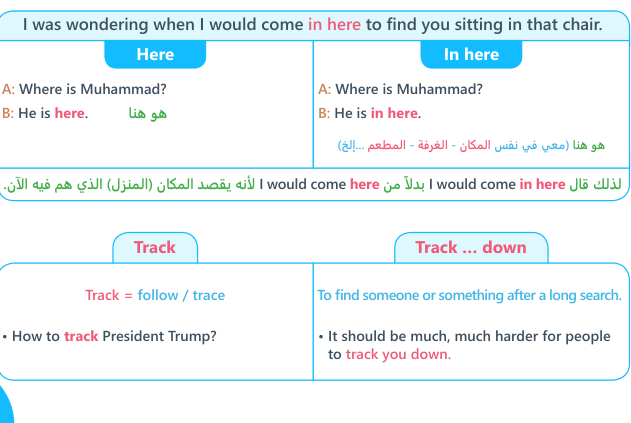 I was wondering when I would come in here to find you sitting in that chair.
Here
A: Where is Muhammad?
B: He is here. هو هنا
In here
A: Where is Muhammad?
B: He is in here.
هو هنا (معي في نفس المكان - الغرفة - المطعم ...إلخ)
لذلك قال I would come in here بدلاً من I would come here لأنه يقصد المكان (المنزل) الذي هم فيه الآن.
Track
Track = follow / trace
• How to track President Trump?
Track ... down
To find someone or something after a long search.
• It should be much, much harder for people
to track you down.